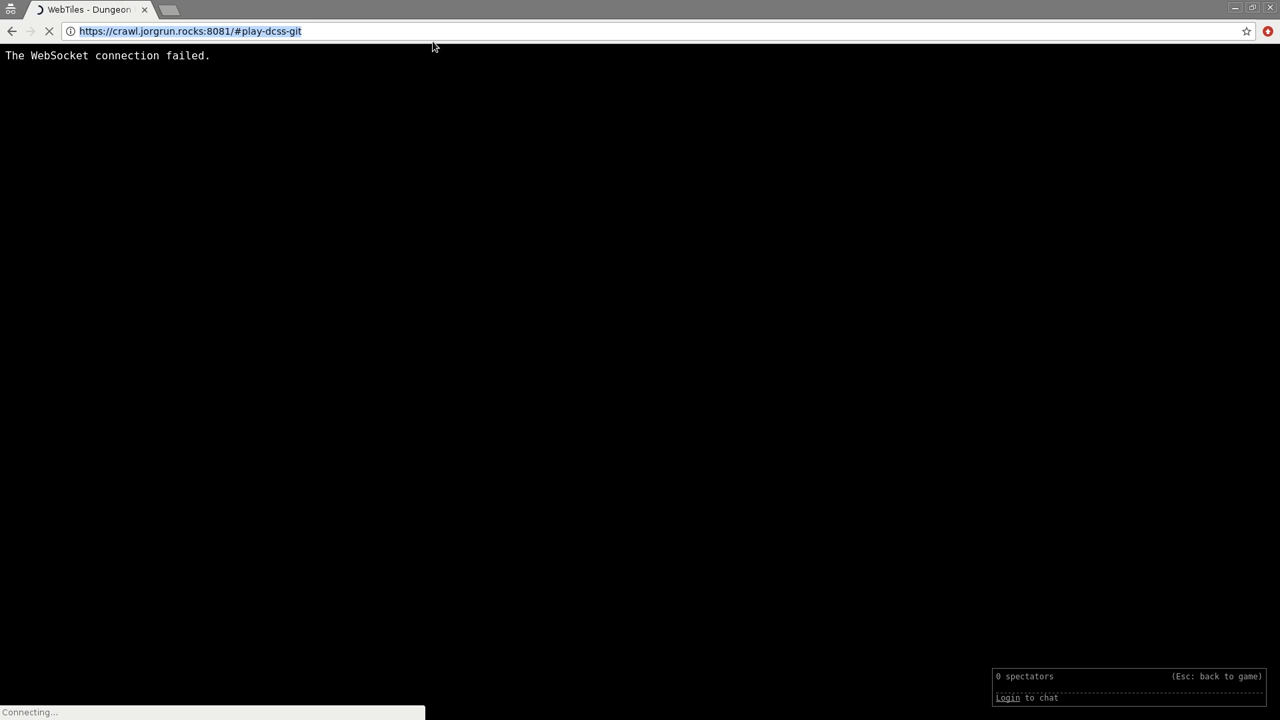 WebTiles - Dungeon
https://crawl.jorgrun.rocks:8081/#play-dcss-git
The WebSocket connection failed.
0 spectators (Esc: back to game)
Login to chat
Connecting...